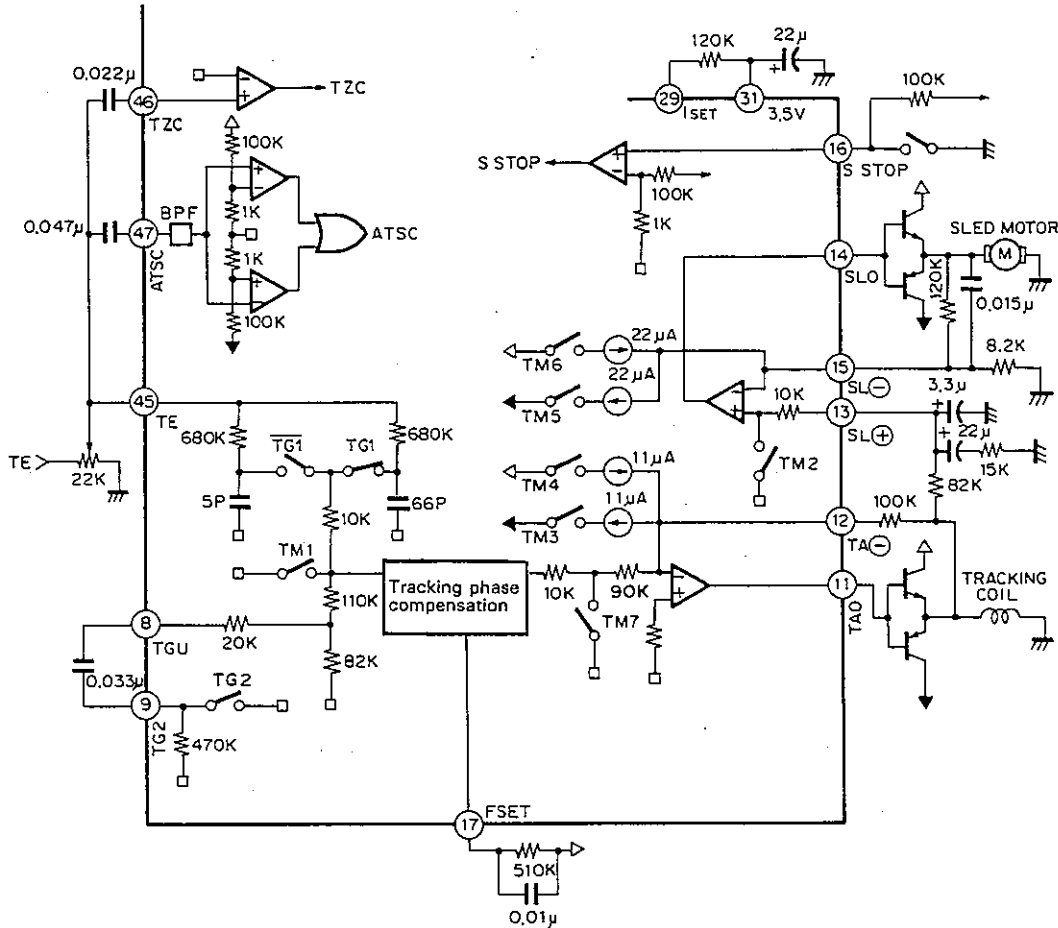 22μ
120K
0.022μ
+
100K
46
TZC
29
31
TZC
ISET
3.5V
100K
16
S STOP
S STOP
BPF
0.047μ
47
1K
100K
ATSC
ATSC
1K
1K
SLED MOTOR
14
M
SLO
120K
0.015μ
100K
22μA
TM6
22μA
8.2K
15
SL⊖
TM5
3.3μ
10K
45
13
TE
SL⊕
22μ
680K
TG1
TG1
680K
TE
22K
11μA
TM4
TM2
15K
82K
5P
66P
11μA
100K
10K
TM3
12
TA⊖
TM1
11
TRACKING
COIL
Tracking phase
compensation
110K
10K
90K
TAO
8
TGU
20K
TM7
82K
0.033μ
TG2
9
TG2
470K
FSET
17
510K
0.01μ